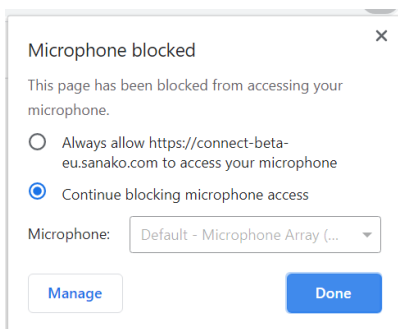 Microphone blocked
This page has been blocked from accessing your
microphone.
Always allow https://connect-beta-
eu.sanako.com to access your microphone
Continue blocking microphone access
Microphone: Default - Microphone Array (...
Manage Done